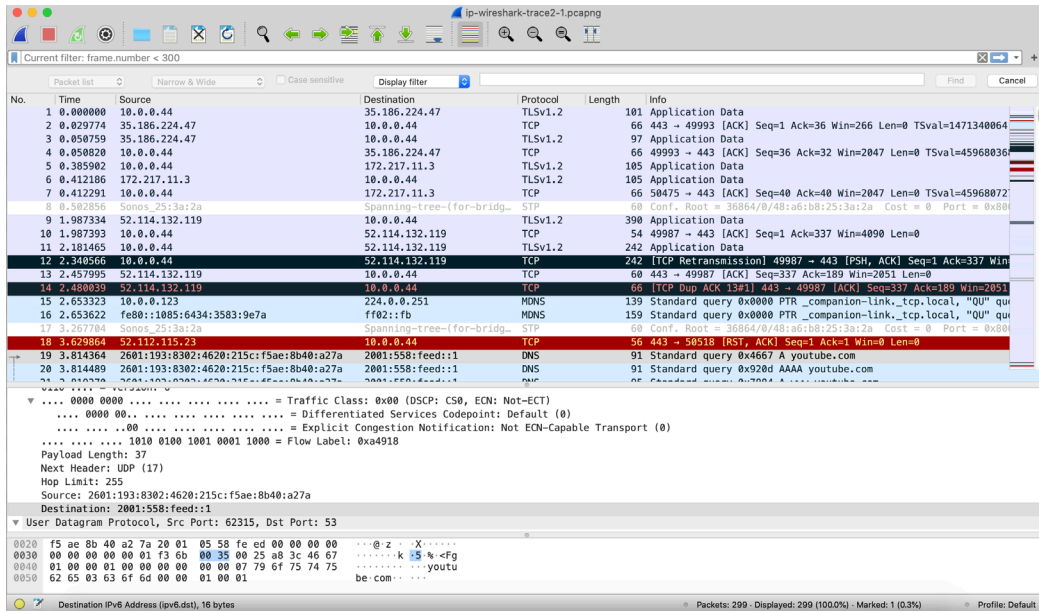 ip-wireshark-trace2-1.pcapng
Current filter: frame.number < 300
Packet list Narrow & Wide Case sensitive Display filter Find Cancel
No. Time Source Destination Protocol Length Info
1 0.000000 10.0.0.44 35.186.224.47 TLSv1.2 101 Application Data
2 0.029774 35.186.224.47 10.0.0.44 TCP 66 443 → 49993 [ACK] Seq=1 Ack=36 Win=266 Len=0 TSval=1471340064
3 0.050759 35.186.224.47 10.0.0.44 TLSv1.2 97 Application Data
4 0.050820 10.0.0.44 35.186.224.47 TCP 66 49993 → 443 [ACK] Seq=36 Ack=32 Win=2047 Len=0 TSval=45968036
5 0.385902 10.0.0.44 172.217.11.3 TLSv1.2 105 Application Data
6 0.412186 172.217.11.3 10.0.0.44 TLSv1.2 105 Application Data
7 0.412291 10.0.0.44 172.217.11.3 TCP 66 50475 → 443 [ACK] Seq=40 Ack=40 Win=2047 Len=0 TSval=45968072
8 0.502856 Sonos_25:3a:2a Spanning-tree-(for-bridg… STP 60 Conf. Root = 36864/0/48:a6:b8:25:3a:2a Cost = 0 Port = 0x80
9 1.987334 52.114.132.119 10.0.0.44 TLSv1.2 390 Application Data
10 1.987393 10.0.0.44 52.114.132.119 TCP 54 49987 → 443 [ACK] Seq=1 Ack=337 Win=4090 Len=0
11 2.181465 10.0.0.44 52.114.132.119 TLSv1.2 242 Application Data
12 2.340566 10.0.0.44 52.114.132.119 TCP 242 [TCP Retransmission] 49987 → 443 [PSH, ACK] Seq=1 Ack=337 Win
13 2.457995 52.114.132.119 10.0.0.44 TCP 60 443 → 49987 [ACK] Seq=337 Ack=189 Win=2051 Len=0
14 2.480039 52.114.132.119 10.0.0.44 TCP 66 [TCP Dup ACK 13#1] 443 → 49987 [ACK] Seq=337 Ack=189 Win=2051
15 2.653323 10.0.0.123 224.0.0.251 MDNS 139 Standard query 0x0000 PTR _companion-link._tcp.local, "QU" qu
16 2.653622 fe80::1085:6434:3583:9e7a ff02::fb MDNS 159 Standard query 0x0000 PTR _companion-link._tcp.local, "QU" qu
17 3.267704 Sonos_25:3a:2a Spanning-tree-(for-bridg… STP 60 Conf. Root = 36864/0/48:a6:b8:25:3a:2a Cost = 0 Port = 0x80
18 3.629864 52.112.115.23 10.0.0.44 TCP 56 443 → 50518 [RST, ACK] Seq=1 Ack=1 Win=0 Len=0
19 3.814364 2601:193:8302:4620:215c:f5ae:8b40:a27a 2001:558:feed::1 DNS 91 Standard query 0x4667 A youtube.com
20 3.814489 2601:193:8302:4620:215c:f5ae:8b40:a27a 2001:558:feed::1 DNS 91 Standard query 0x920d AAAA youtube.com
.... 0000 0000 .... .... .... .... .... = Traffic Class: 0x00 (DSCP: CS0, ECN: Not-ECT)
.... 0000 00.. .... .... .... .... .... = Differentiated Services Codepoint: Default (0)
.... .... ..00 .... .... .... .... .... = Explicit Congestion Notification: Not ECN-Capable Transport (0)
.... .... .... 1010 0100 1001 0001 1000 = Flow Label: 0xa4918
Payload Length: 37
Next Header: UDP (17)
Hop Limit: 255
Source: 2601:193:8302:4620:215c:f5ae:8b40:a27a
Destination: 2001:558:feed::1
User Datagram Protocol, Src Port: 62315, Dst Port: 53
0020 f5 ae 8b 40 a2 7a 20 01 05 58 fe ed 00 00 00 00 ···@·z · ·X······
0030 00 00 00 00 00 01 f3 6b 00 35 00 25 a8 3c 46 67 ·······k ·5·%·<Fg
0040 01 00 00 01 00 00 00 00 00 00 07 79 6f 75 74 75 ········ ···youtu
0050 62 65 03 63 6f 6d 00 00 01 00 01 be·com·· ···
Destination IPv6 Address (ipv6.dst), 16 bytes Packets: 299 · Displayed: 299 (100.0%) · Marked: 1 (0.3%) Profile: Default